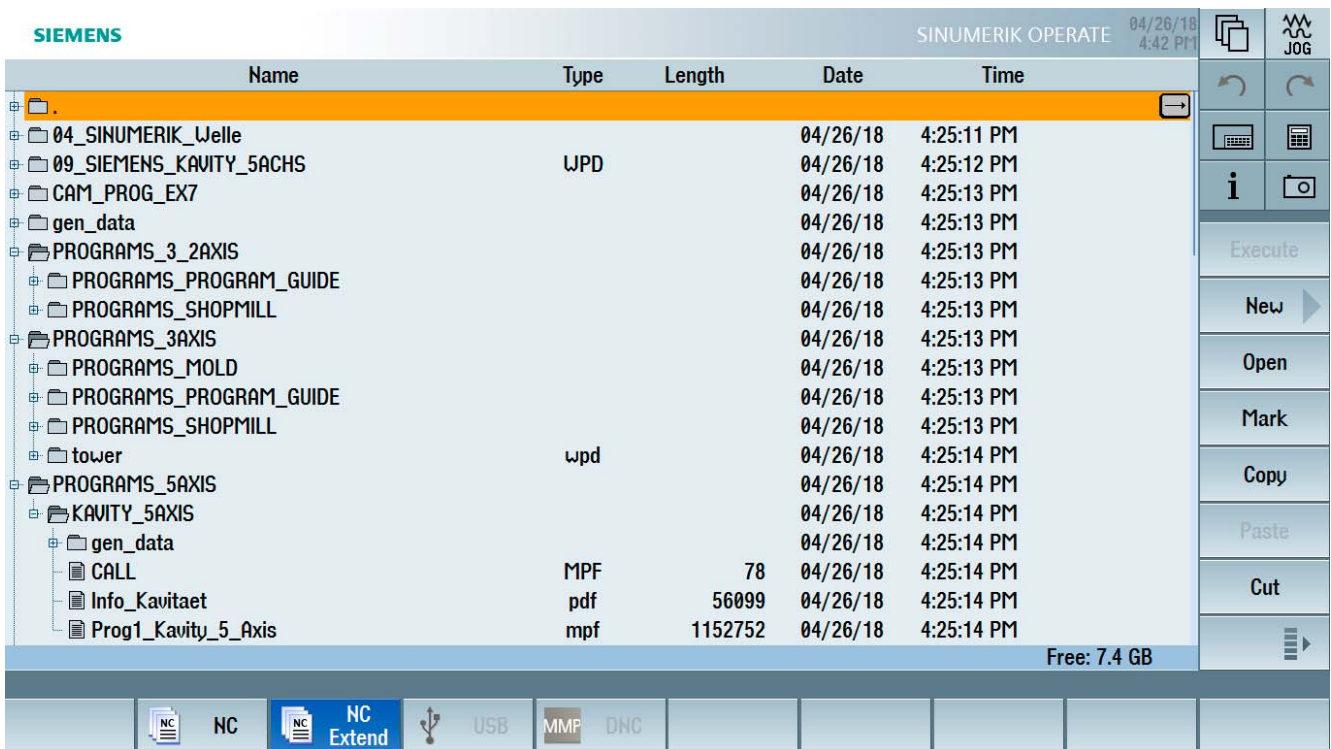 SIEMENS
SINUMERIK OPERATE
04/26/18
4:42 PM
JOG
Name Type Length Date Time
.
04_SINUMERIK_Welle 04/26/18 4:25:11 PM
09_SIEMENS_KAVITY_5ACHS WPD 04/26/18 4:25:12 PM
CAM_PROG_EX7 04/26/18 4:25:13 PM
gen_data 04/26/18 4:25:13 PM
PROGRAMS_3_2AXIS 04/26/18 4:25:13 PM
PROGRAMS_PROGRAM_GUIDE 04/26/18 4:25:13 PM
PROGRAMS_SHOPMILL 04/26/18 4:25:13 PM
PROGRAMS_3AXIS 04/26/18 4:25:13 PM
PROGRAMS_MOLD 04/26/18 4:25:13 PM
PROGRAMS_PROGRAM_GUIDE 04/26/18 4:25:13 PM
PROGRAMS_SHOPMILL 04/26/18 4:25:13 PM
tower wpd 04/26/18 4:25:14 PM
PROGRAMS_5AXIS 04/26/18 4:25:14 PM
KAVITY_5AXIS 04/26/18 4:25:14 PM
gen_data 04/26/18 4:25:14 PM
CALL MPF 78 04/26/18 4:25:14 PM
Info_Kavitaet pdf 56099 04/26/18 4:25:14 PM
Prog1_Kavity_5_Axis mpf 1152752 04/26/18 4:25:14 PM
Free: 7.4 GB
i
Execute
New
Open
Mark
Copy
Paste
Cut
NC NC
NC NC Extend
USB
MMP DNC